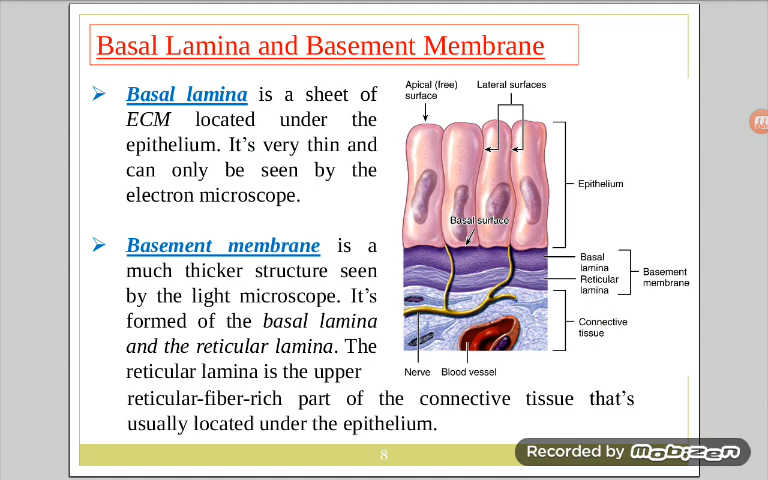 Basal Lamina and Basement Membrane
Basal lamina is a sheet of
ECM located under the
epithelium. It's very thin and
can only be seen by the
electron microscope.
Basement membrane is a
much thicker structure seen
by the light microscope. It's
formed of the basal lamina
and the reticular lamina. The
reticular lamina is the upper
reticular-fiber-rich part of the connective tissue that's
usually located under the epithelium.
Apical (free)
surface
Lateral surfaces
Epithelium
Basal surface
Basal
lamina
Reticular
lamina
Basement
membrane
Connective
tissue
Nerve
Blood vessel
8
Recorded by mobizen